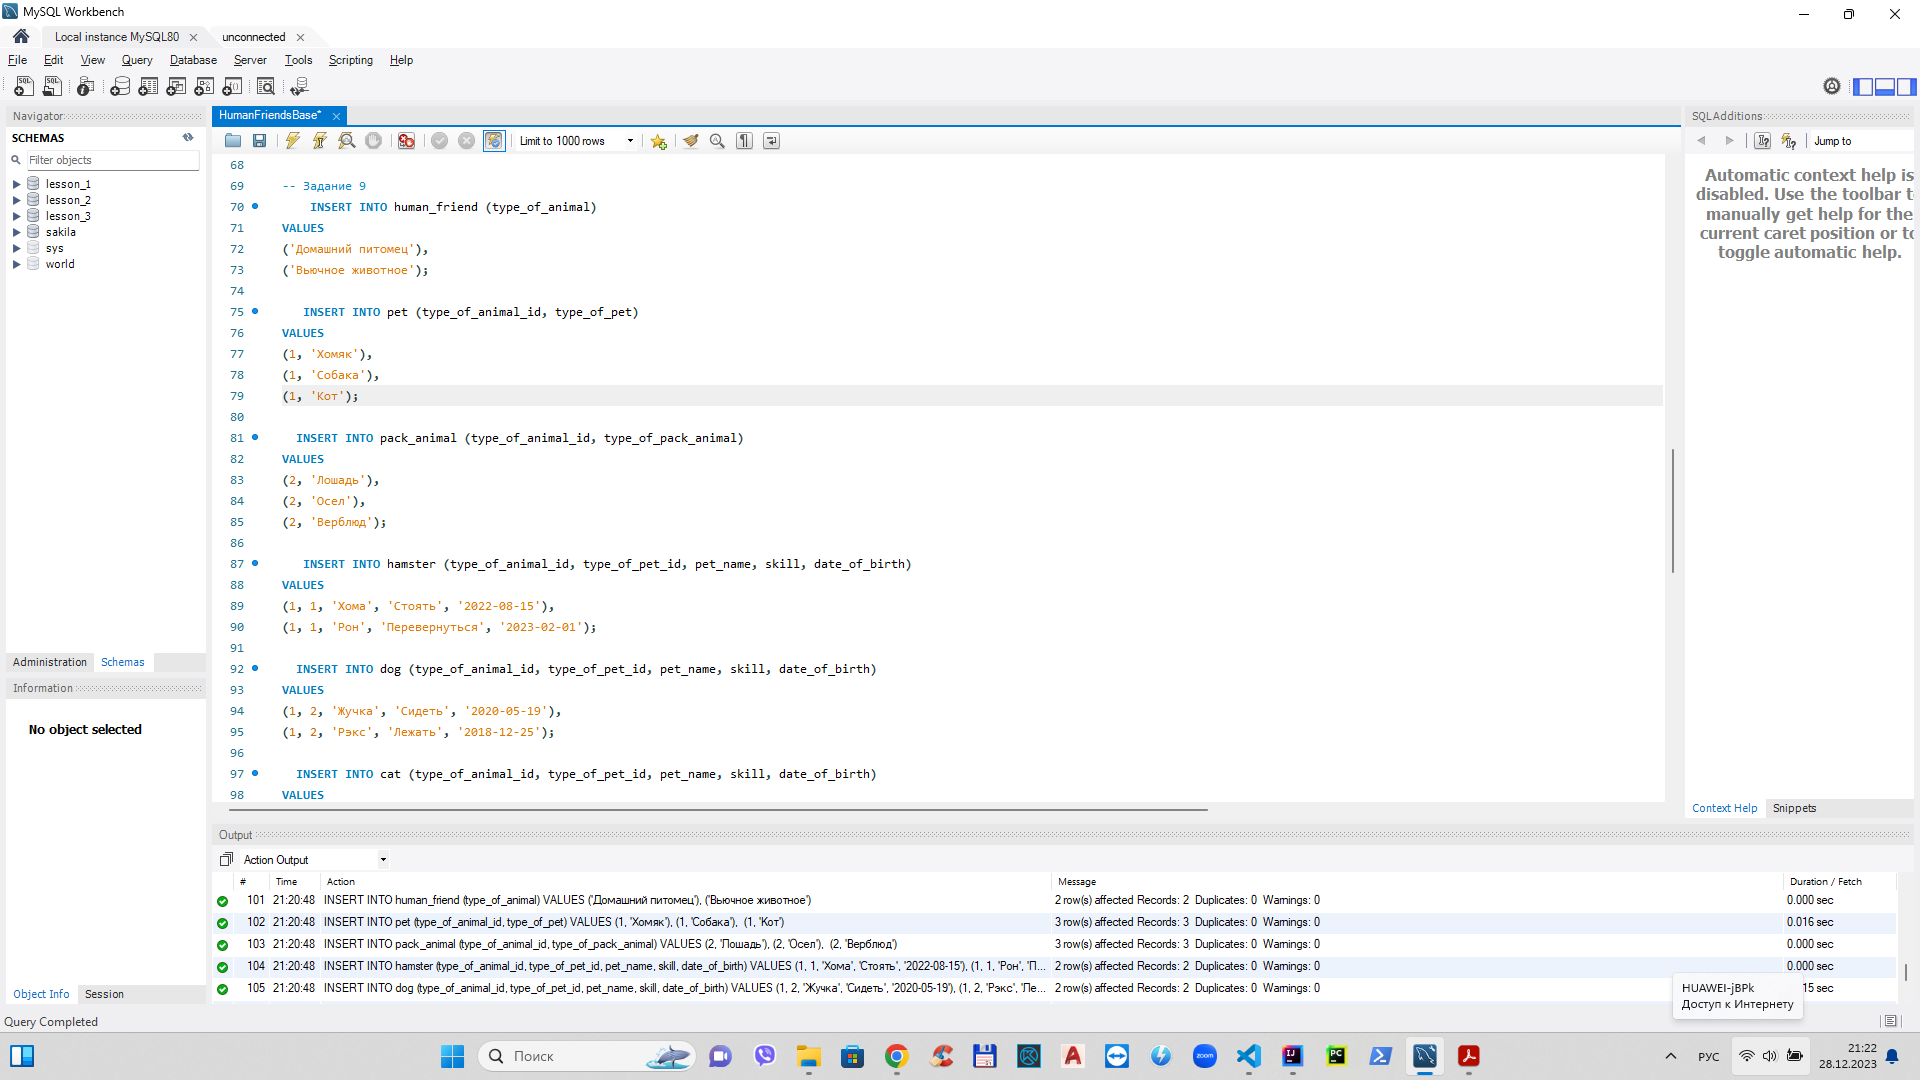 MySQL Workbench
Local instance MySQL80
unconnected
File Edit View Query Database Server Tools Scripting Help
Navigator
SCHEMAS
Filter objects
lesson_1
lesson_2
lesson_3
sakila
sys
world
Administration Schemas
Information
No object selected
Object Info Session
HumanFriendsBase*
Limit to 1000 rows
68
69 -- Задание 9
70 INSERT INTO human_friend (type_of_animal)
71 VALUES
72 ('Домашний питомец'),
73 ('Вьючное животное');
74
75 INSERT INTO pet (type_of_animal_id, type_of_pet)
76 VALUES
77 (1, 'Хомяк'),
78 (1, 'Собака'),
79 (1, 'Кот');
80
81 INSERT INTO pack_animal (type_of_animal_id, type_of_pack_animal)
82 VALUES
83 (2, 'Лошадь'),
84 (2, 'Осел'),
85 (2, 'Верблюд');
86
87 INSERT INTO hamster (type_of_animal_id, type_of_pet_id, pet_name, skill, date_of_birth)
88 VALUES
89 (1, 1, 'Хома', 'Стоять', '2022-08-15'),
90 (1, 1, 'Рон', 'Перевернуться', '2023-02-01');
91
92 INSERT INTO dog (type_of_animal_id, type_of_pet_id, pet_name, skill, date_of_birth)
93 VALUES
94 (1, 2, 'Жучка', 'Сидеть', '2020-05-19'),
95 (1, 2, 'Рэкс', 'Лежать', '2018-12-25');
96
97 INSERT INTO cat (type_of_animal_id, type_of_pet_id, pet_name, skill, date_of_birth)
98 VALUES
SQLAdditions
Jump to
Automatic context help is
disabled. Use the toolbar t
manually get help for the
current caret position or to
toggle automatic help.
Context Help Snippets
Output
Action Output
# Time Action Message Duration / Fetch
101 21:20:48 INSERT INTO human_friend (type_of_animal) VALUES ('Домашний питомец'), ('Вьючное животное') 2 row(s) affected Records: 2 Duplicates: 0 Warnings: 0 0.000 sec
102 21:20:48 INSERT INTO pet (type_of_animal_id, type_of_pet) VALUES (1, 'Хомяк'), (1, 'Собака'), (1, 'Кот') 3 row(s) affected Records: 3 Duplicates: 0 Warnings: 0 0.016 sec
103 21:20:48 INSERT INTO pack_animal (type_of_animal_id, type_of_pack_animal) VALUES (2, 'Лошадь'), (2, 'Осел'), (2, 'Верблюд') 3 row(s) affected Records: 3 Duplicates: 0 Warnings: 0 0.000 sec
104 21:20:48 INSERT INTO hamster (type_of_animal_id, type_of_pet_id, pet_name, skill, date_of_birth) VALUES (1, 1, 'Хома', 'Стоять', '2022-08-15'), (1, 1, 'Рон', 'П... 2 row(s) affected Records: 2 Duplicates: 0 Warnings: 0 0.000 sec
105 21:20:48 INSERT INTO dog (type_of_animal_id, type_of_pet_id, pet_name, skill, date_of_birth) VALUES (1, 2, 'Жучка', 'Сидеть', '2020-05-19'), (1, 2, 'Рэкс', 'Ле... 2 row(s) affected Records: 2 Duplicates: 0 Warnings: 0 15 sec
HUAWEI-jBPk
Доступ к Интернету
Query Completed
Поиск
zoom
РУС
21:22
28.12.2023